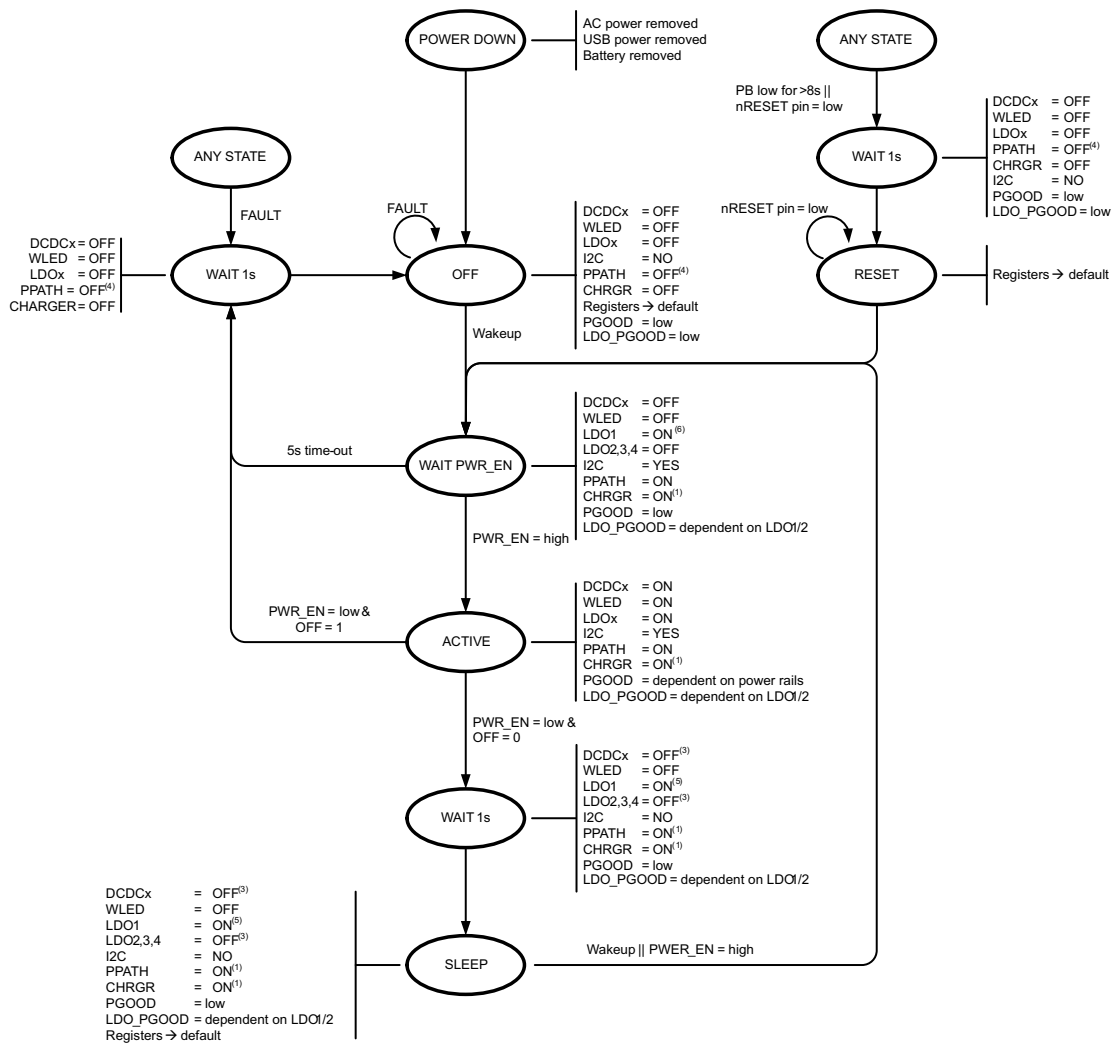 POWER DOWN
AC power removed
USB power removed
Battery removed
ANY STATE
PB low for >8s ||
nRESET pin = low
WAIT 1s
DCDCx = OFF
WLED = OFF
LDOx = OFF
PPATH = OFF(4)
CHRGR = OFF
I2C = NO
PGOOD = low
LDO_PGOOD = low
ANY STATE
FAULT
DCDCx = OFF
WLED = OFF
LDOx = OFF
PPATH = OFF(4)
CHARGER = OFF
WAIT 1s
FAULT
OFF
DCDCx = OFF
WLED = OFF
LDOx = OFF
I2C = NO
PPATH = OFF(4)
CHRGR = OFF
Registers → default
PGOOD = low
LDO_PGOOD = low
nRESET pin = low
RESET
Registers → default
Wakeup
5s time-out
WAIT PWR_EN
DCDCx = OFF
WLED = OFF
LDO1 = ON(6)
LDO2,3,4 = OFF
I2C = YES
PPATH = ON
CHRGR = ON(1)
PGOOD = low
LDO_PGOOD = dependent on LDO1/2
PWR_EN = high
PWR_EN = low &
OFF = 1
ACTIVE
DCDCx = ON
WLED = ON
LDOx = ON
I2C = YES
PPATH = ON
CHRGR = ON(1)
PGOOD = dependent on power rails
LDO_PGOOD = dependent on LDO1/2
PWR_EN = low &
OFF = 0
WAIT 1s
DCDCx = OFF(3)
WLED = OFF
LDO1 = ON(5)
LDO2,3,4 = OFF(3)
I2C = NO
PPATH = ON(1)
CHRGR = ON(1)
PGOOD = low
LDO_PGOOD = dependent on LDO1/2
DCDCx = OFF(3)
WLED = OFF
LDO1 = ON(5)
LDO2,3,4 = OFF(3)
I2C = NO
PPATH = ON(1)
CHRGR = ON(1)
PGOOD = low
LDO_PGOOD = dependent on LDO1/2
Registers → default
SLEEP
Wakeup || PWER_EN = high